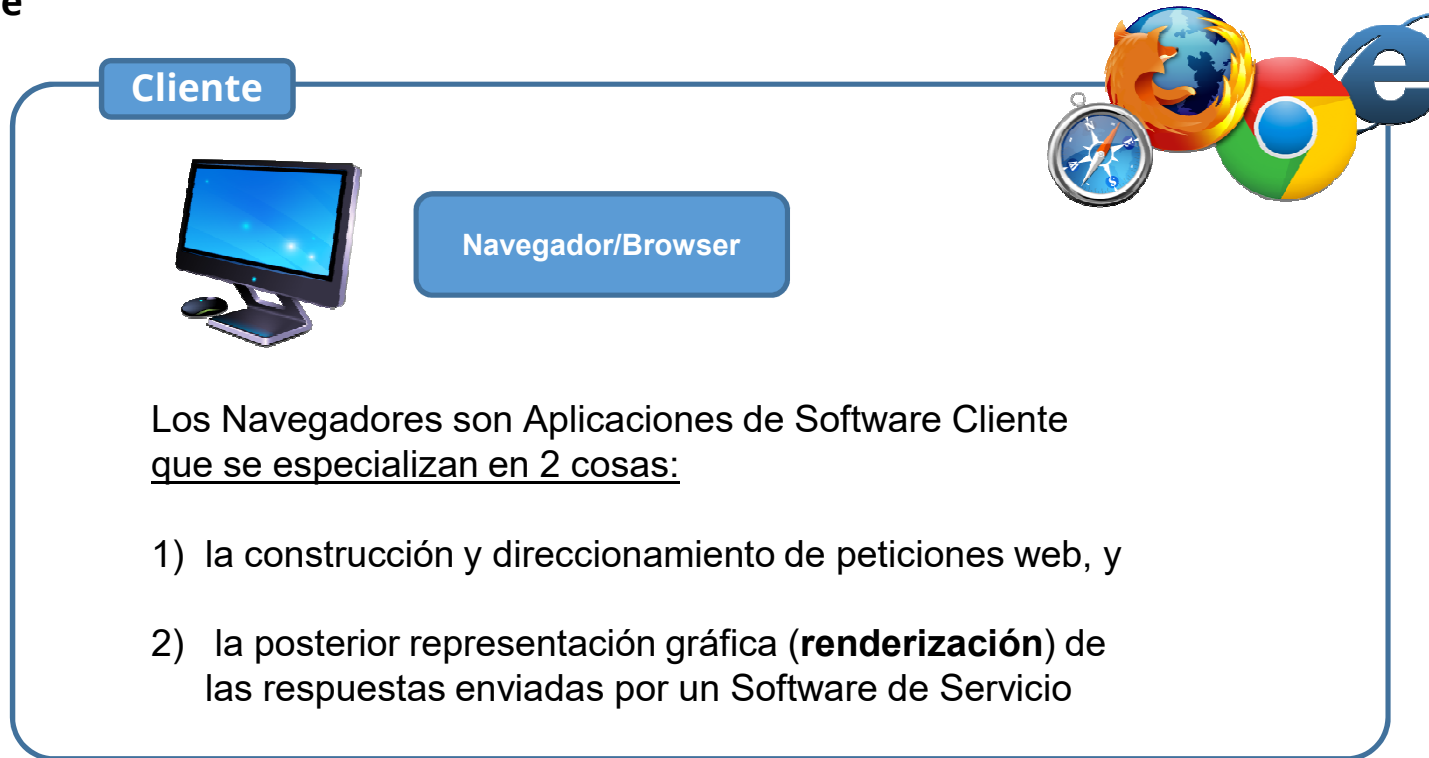 e
Cliente
Navegador/Browser
Los Navegadores son Aplicaciones de Software Cliente
que se especializan en 2 cosas:
1) la construcción y direccionamiento de peticiones web, y
2) la posterior representación gráfica (renderización) de
las respuestas enviadas por un Software de Servicio